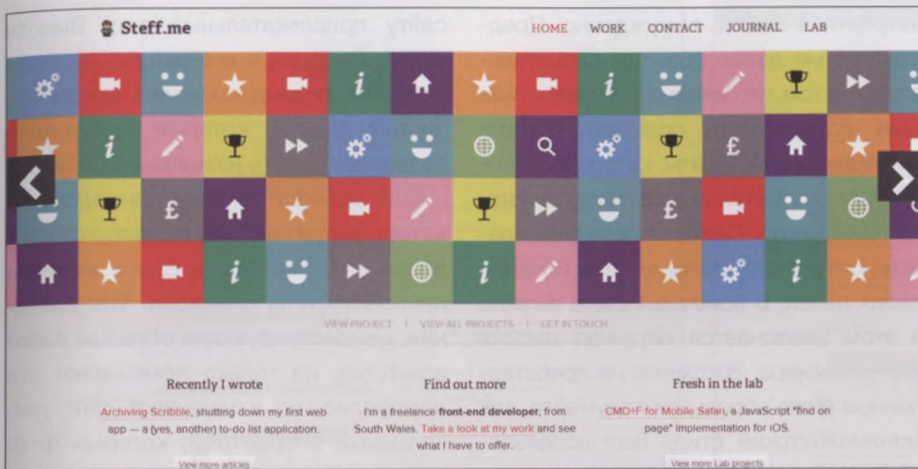 Steff.me
HOME WORK CONTACT JOURNAL LAB
VIEW PROJECT | VIEW ALL PROJECTS | GET IN TOUCH
Recently I wrote
Archiving Scribble, shutting down my first web
app — a (yes, another) to-do list application.
View more articles
Find out more
I'm a freelance front-end developer, from
South Wales. Take a look at my work and see
what I have to offer.
Fresh in the lab
CMD+F for Mobile Safari, a JavaScript "find on
page" implementation for iOS.
View more Lab projects